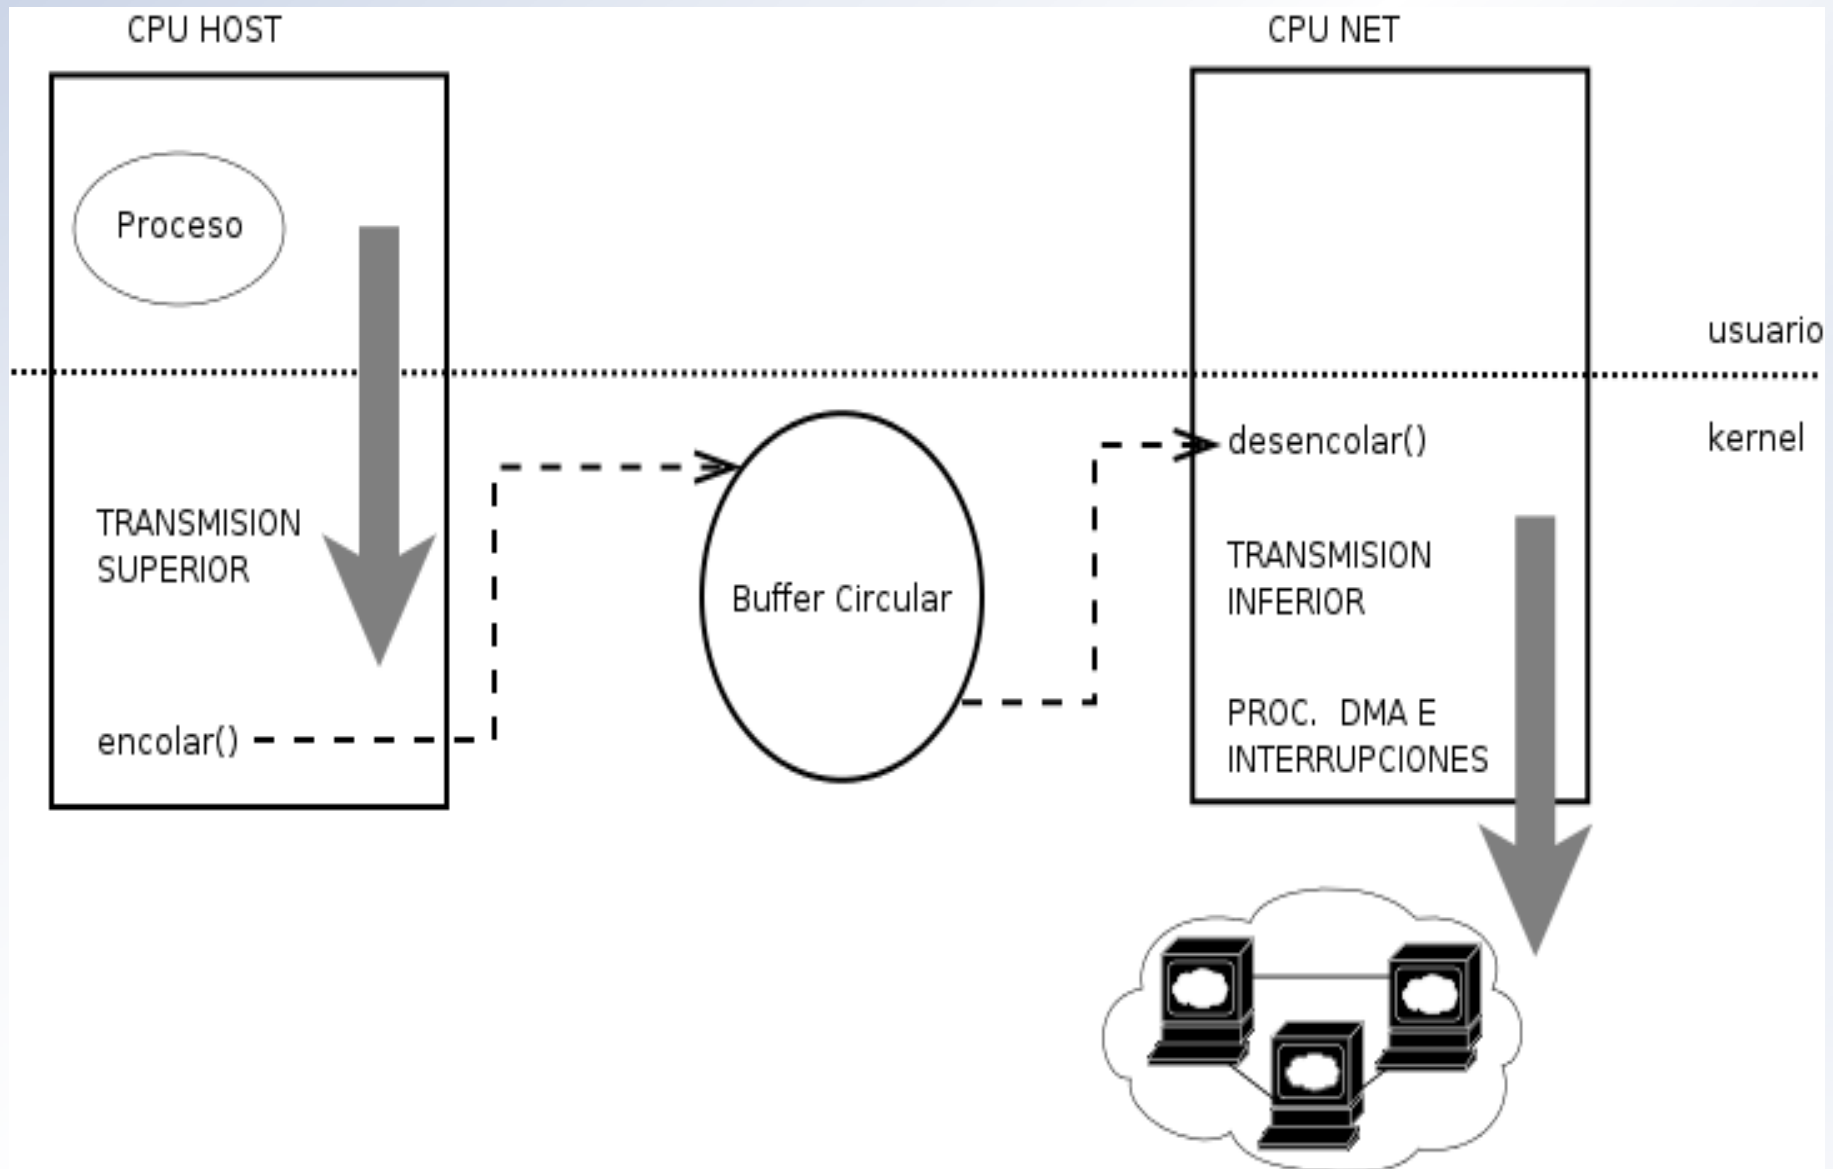 CPU HOST
CPU NET
Proceso
usuario
kernel
desencolar()
TRANSMISION
SUPERIOR
TRANSMISION
INFERIOR
Buffer Circular
encolar()
PROC. DMA E
INTERRUPCIONES